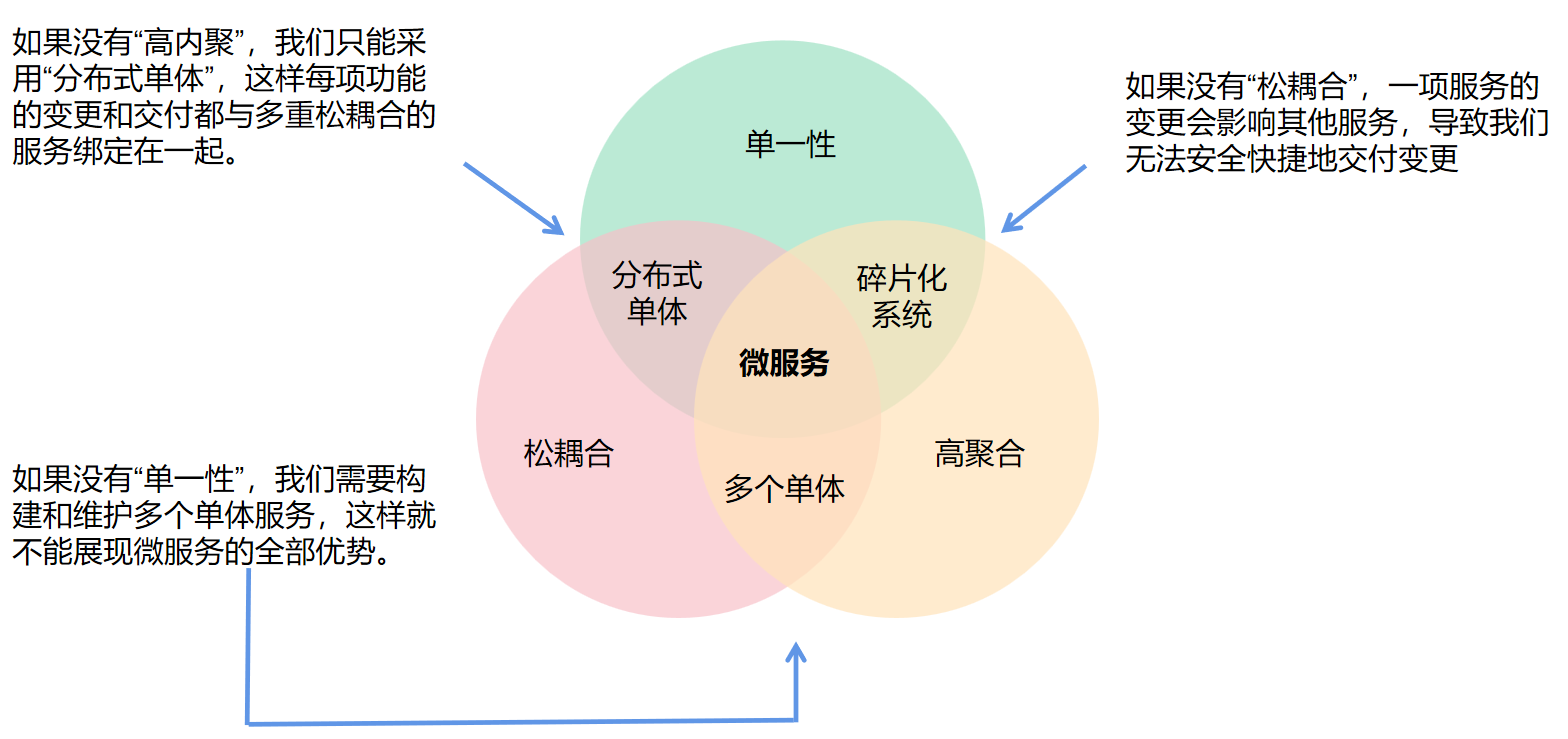 如果没有“高内聚”，我们只能采
用“分布式单体”，这样每项功能
的变更和交付都与多重松耦合的
服务绑定在一起。
如果没有“松耦合”，一项服务的
变更会影响其他服务，导致我们
无法安全快捷地交付变更
单一性
分布式
单体
碎片化
系统
微服务
松耦合
高聚合
多个单体
如果没有“单一性”，我们需要构
建和维护多个单体服务，这样就
不能展现微服务的全部优势。